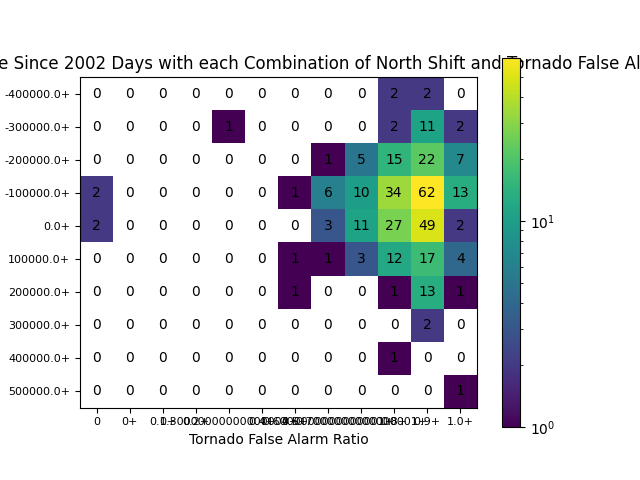 e Since 2002 Days with each Combination of North Shift and Tornado False Al
-400000.0+ 0 0 0 0 0 0 0 0 0 2 2 0
-300000.0+ 0 0 0 0 1 0 0 0 0 2 11 2
-200000.0+ 0 0 0 0 0 0 0 1 5 15 22 7
-100000.0+ 2 0 0 0 0 0 1 6 10 34 62 13
0.0+ 2 0 0 0 0 0 0 3 11 27 49 2
100000.0+ 0 0 0 0 0 0 1 1 3 12 17 4
200000.0+ 0 0 0 0 0 0 1 0 0 1 13 1
300000.0+ 0 0 0 0 0 0 0 0 0 0 2 0
400000.0+ 0 0 0 0 0 0 0 0 0 1 0 0
500000.0+ 0 0 0 0 0 0 0 0 0 0 0 1
0 0+ 1.0+
Tornado False Alarm Ratio
10¹
10⁰